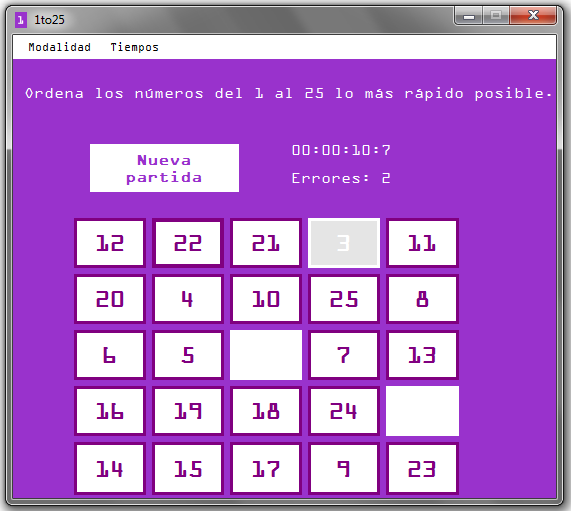 1 1to25
Modalidad Tiempos
Ordena los números del 1 al 25 lo más rápido posible.
Nueva
partida
00:00:10:7
Errores: 2
12 22 21 3 11
20 4 10 25 8
6 5 7 13
16 19 18 24
14 15 17 9 23